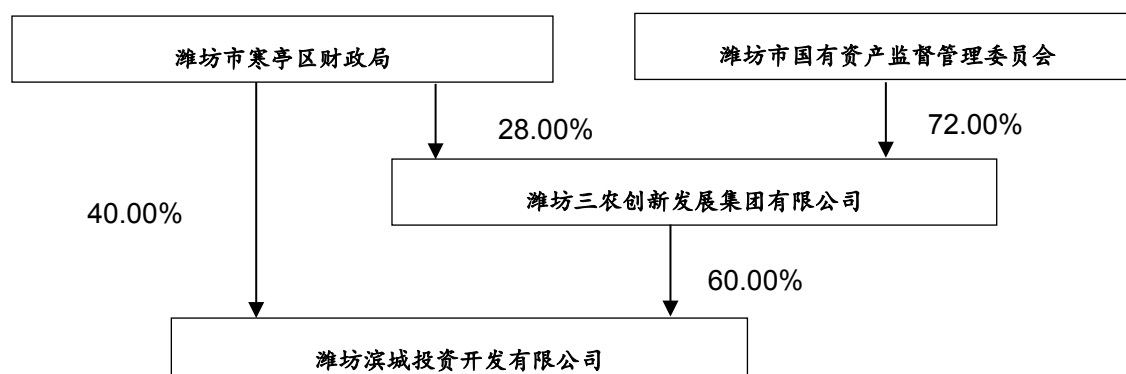 潍坊市寒亭区财政局
潍坊市国有资产监督管理委员会
28.00%
72.00%
潍坊三农创新发展集团有限公司
40.00%
60.00%
潍坊滨城投资开发有限公司